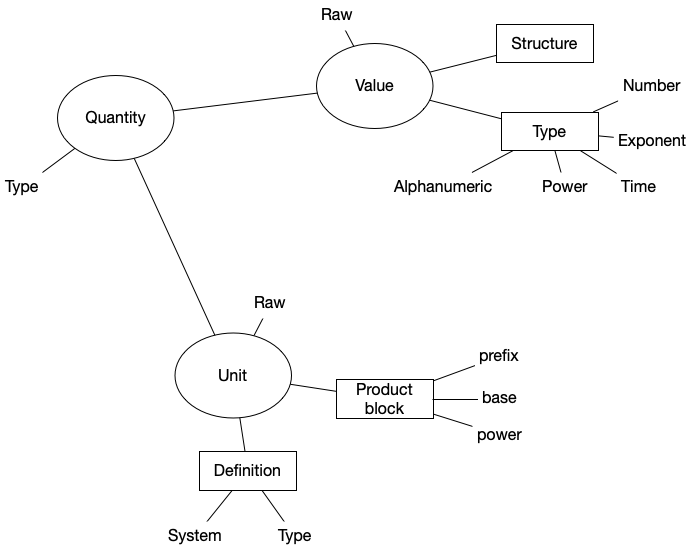 Raw
Structure
Value
Number
Quantity
Type
Exponent
Type
Alphanumeric
Power
Time
Raw
Unit
prefix
Product
block
base
power
Definition
System
Type